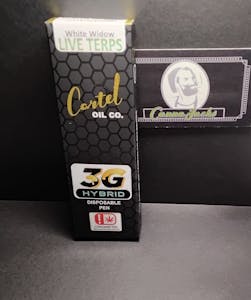 White Widow
LIVE TERPS
Cartel
OIL CO.
3G
HYBRID
DISPOSABLE
PEN